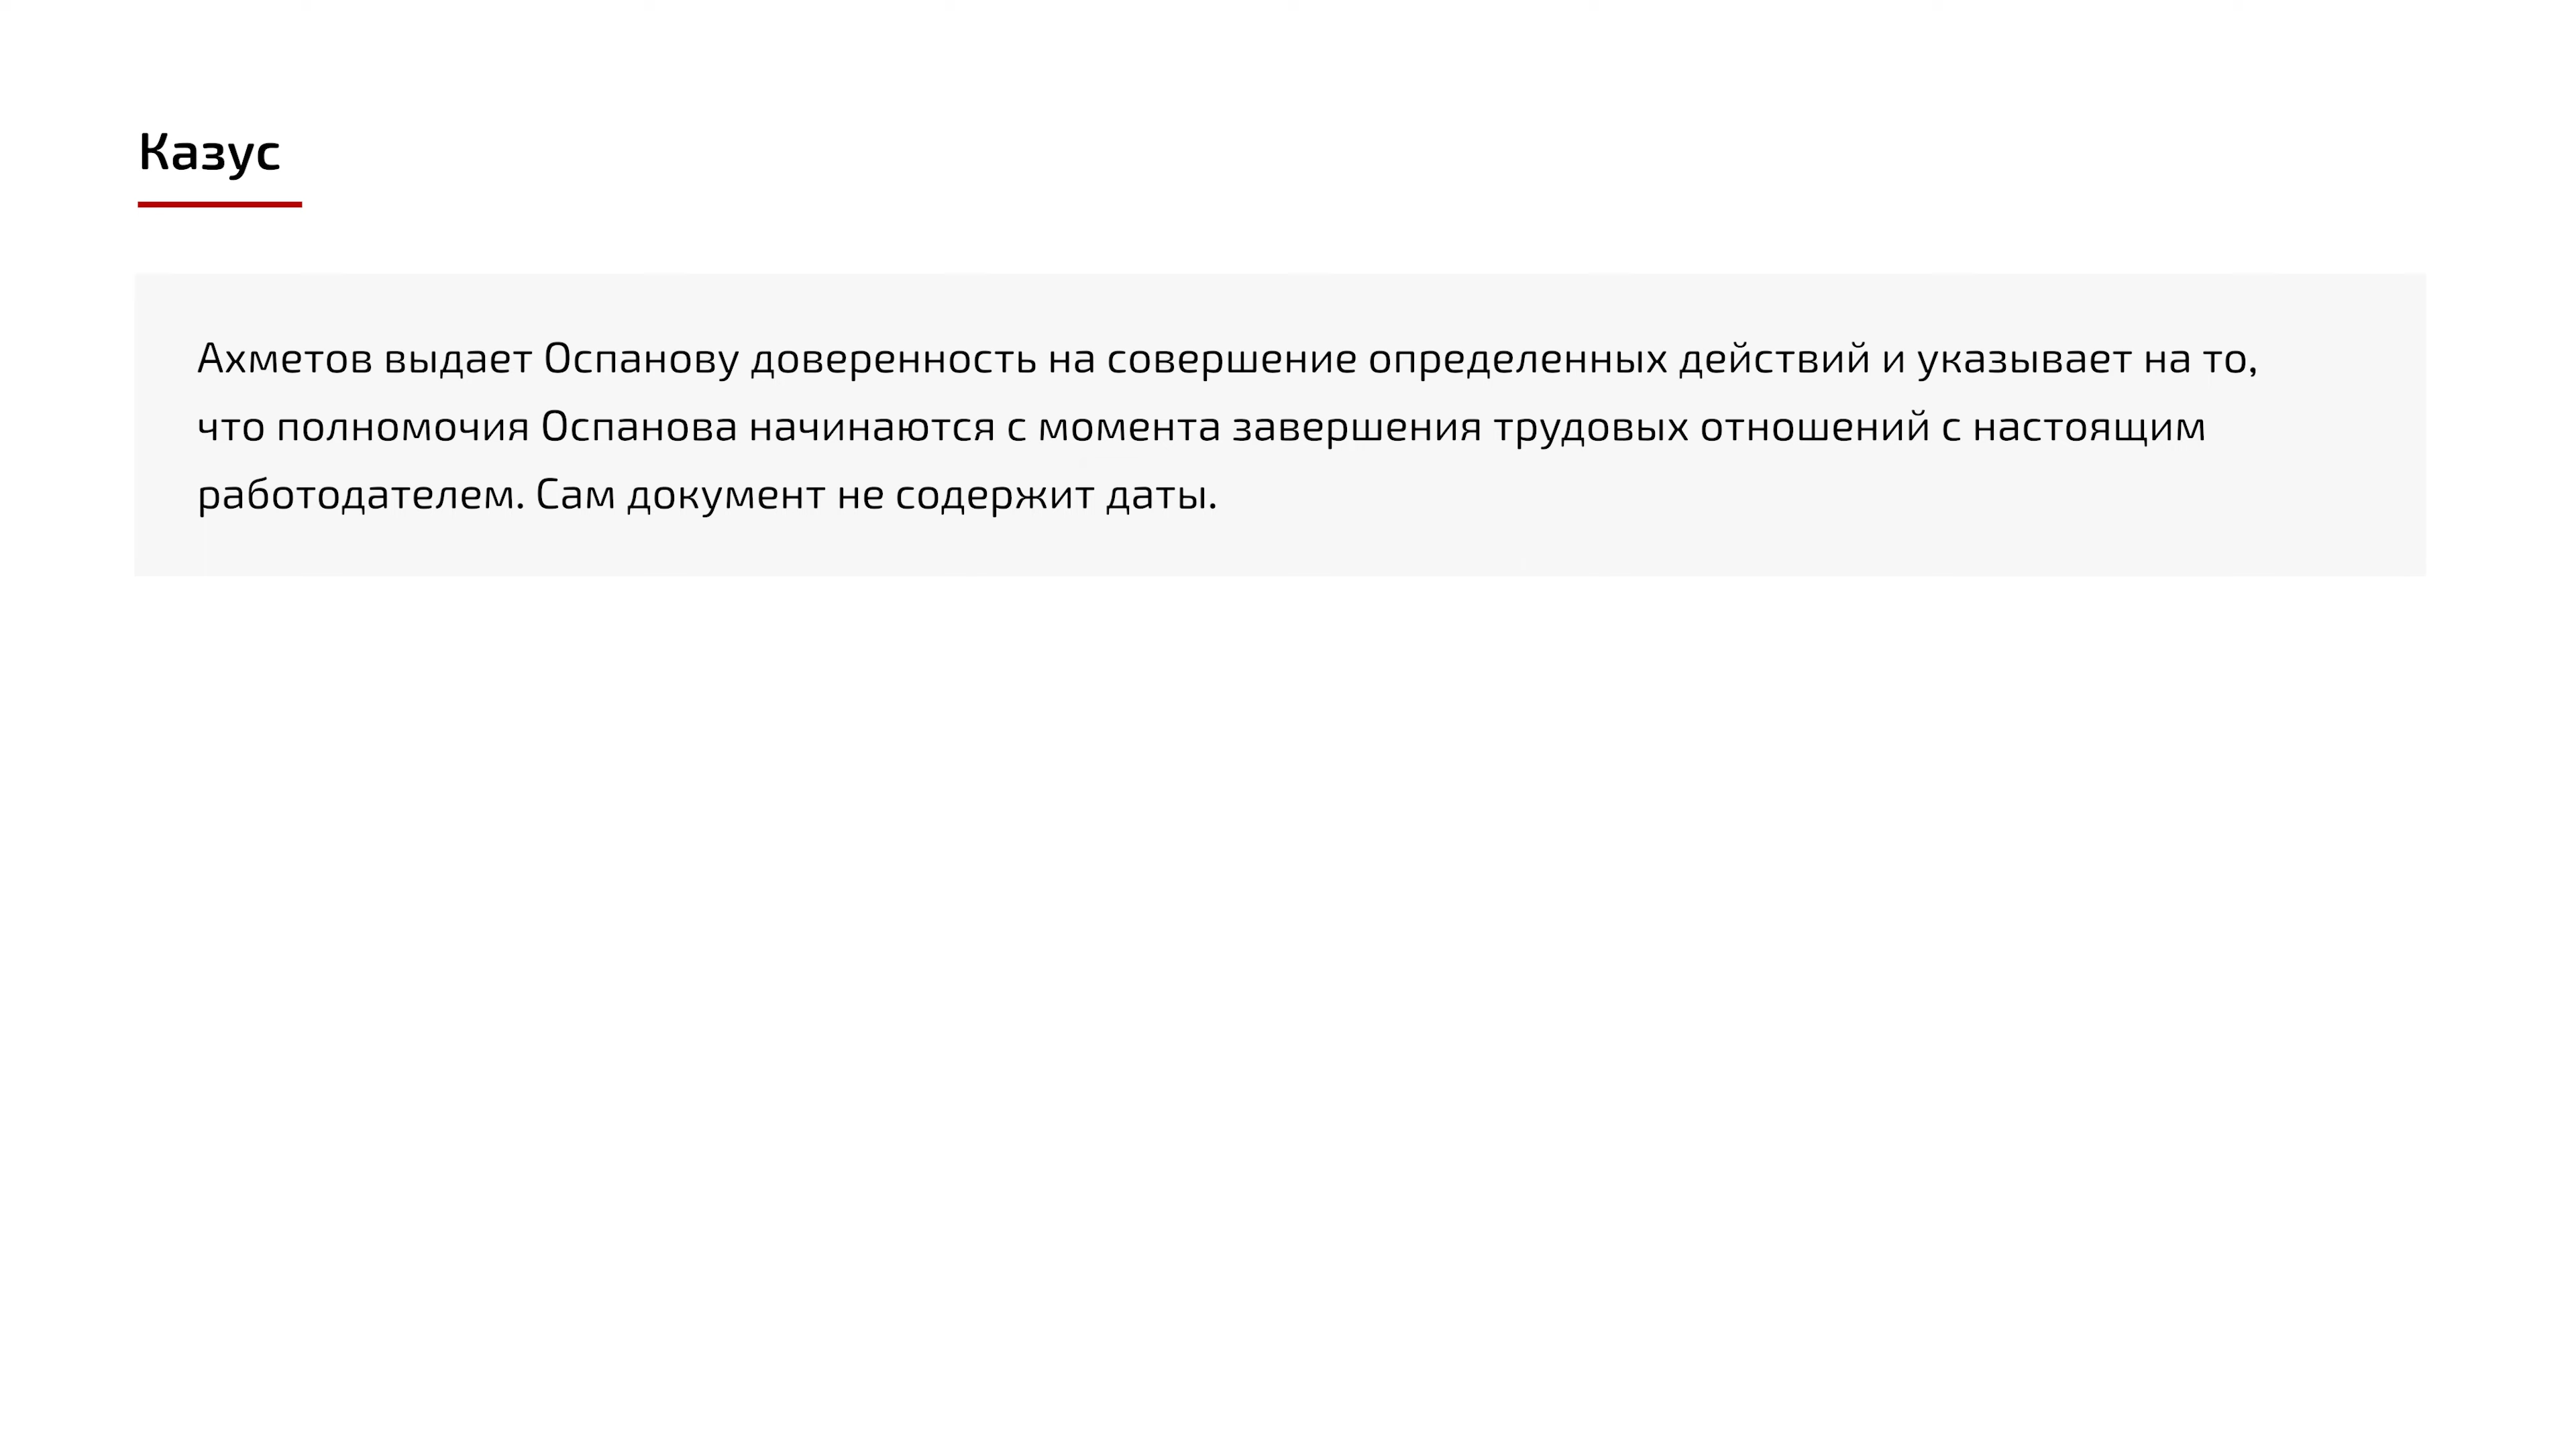 Казус
Ахметов выдает Оспанову доверенность на совершение определенных действий и указывает на то,
что полномочия Оспанова начинаются с момента завершения трудовых отношений с настоящим
работодателем. Сам документ не содержит даты.